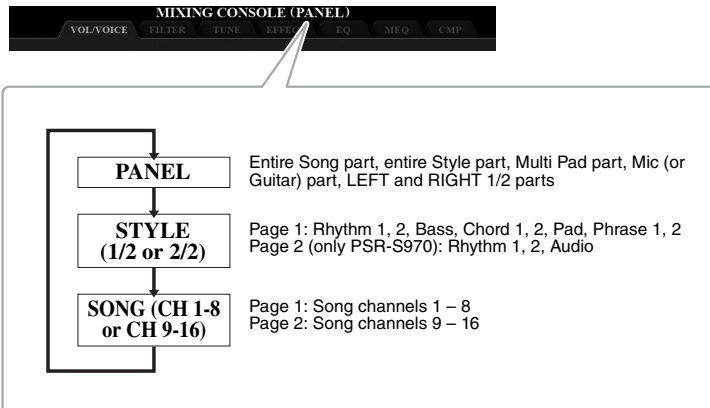 MIXING CONSOLE (PANEL)
VOL/VOICE FILTER TUNE EFFECT EQ MEQ CMP
PANEL
Entire Song part, entire Style part, Multi Pad part, Mic (or
Guitar) part, LEFT and RIGHT 1/2 parts
STYLE
(1/2 or 2/2)
Page 1: Rhythm 1, 2, Bass, Chord 1, 2, Pad, Phrase 1, 2
Page 2 (only PSR-S970): Rhythm 1, 2, Audio
SONG (CH 1-8
or CH 9-16)
Page 1: Song channels 1 – 8
Page 2: Song channels 9 – 16